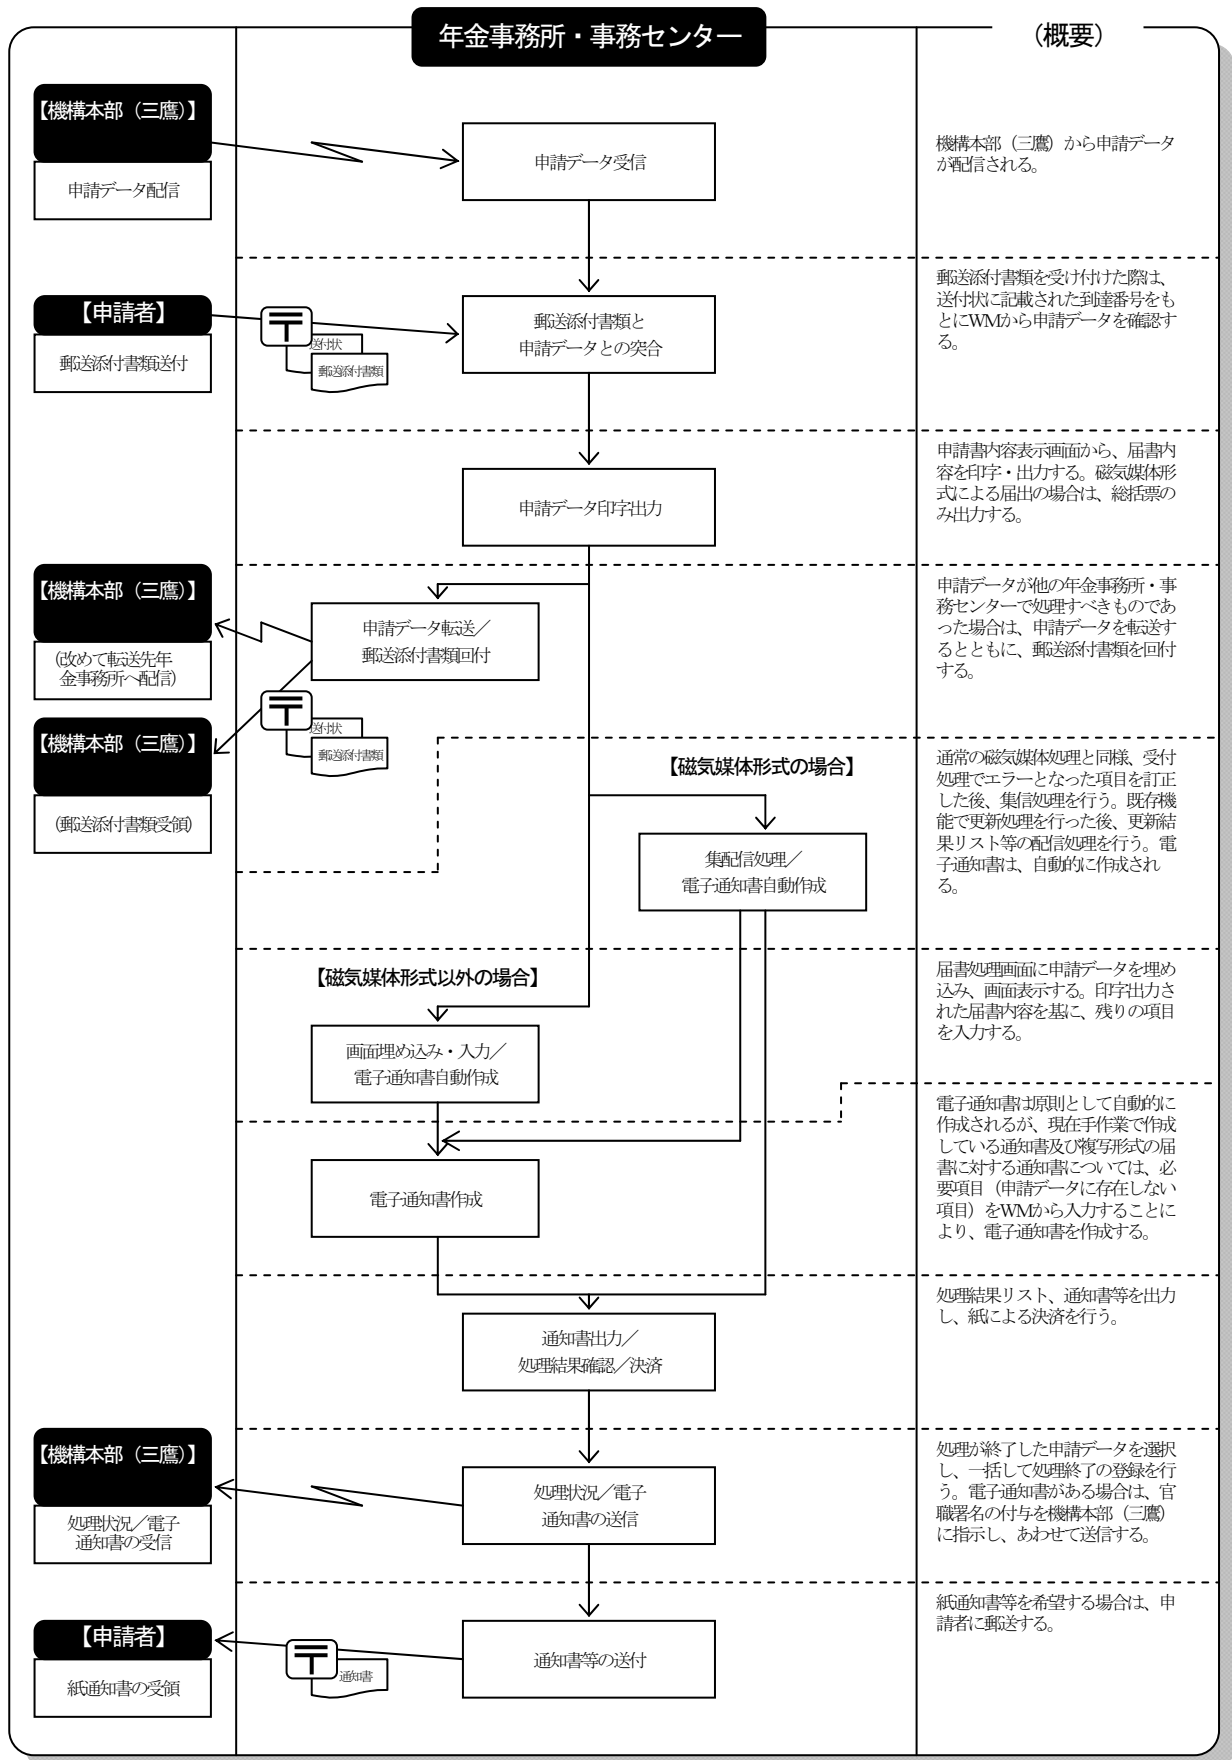 年金事務所・事務センター
（概要）
【機構本部（三鷹）】
申請データ配信
申請データ受信
機構本部（三鷹）から申請データ
が配信される。
【申請者】
郵送添付書類送付
送付状
郵送添付書類
郵送添付書類と
申請データとの突合
郵送添付書類を受け付けた際は、
送付状に記載された到達番号をも
とにWMから申請データを確認す
る。
申請データ印字出力
申請書内容表示画面から、届書内
容を印字・出力する。磁気媒体形
式による届出の場合は、総括票の
み出力する。
【機構本部（三鷹）】
（改めて転送先年
金事務所へ配信）
申請データ転送／
郵送添付書類回付
申請データが他の年金事務所・事
務センターで処理すべきものであ
った場合は、申請データを転送す
るとともに、郵送添付書類を回付
する。
【機構本部（三鷹）】
（郵送添付書類受領）
送付状
郵送添付書類
【磁気媒体形式の場合】
集配信処理／
電子通知書自動作成
通常の磁気媒体処理と同様、受付
処理でエラーとなった項目を訂正
した後、集信処理を行う。既存機
能で更新処理を行った後、更新結
果リスト等の配信処理を行う。電
子通知書は、自動的に作成され
る。
【磁気媒体形式以外の場合】
画面埋め込み・入力／
電子通知書自動作成
届書処理画面に申請データを埋め
込み、画面表示する。印字出力さ
れた届書内容を基に、残りの項目
を入力する。
電子通知書作成
電子通知書は原則として自動的に
作成されるが、現在手作業で作成
している通知書及び複写形式の届
書に対する通知書については、必
要項目（申請データに存在しない
項目）をWMから入力することに
より、電子通知書を作成する。
通知書出力／
処理結果確認／決済
処理結果リスト、通知書等を出力
し、紙による決済を行う。
【機構本部（三鷹）】
処理状況／電子
通知書の受信
処理状況／電子
通知書の送信
処理が終了した申請データを選択
し、一括して処理終了の登録を行
う。電子通知書がある場合は、官
職署名の付与を機構本部（三鷹）
に指示し、あわせて送信する。
【申請者】
紙通知書の受領
通知書
通知書等の送付
紙通知書等を希望する場合は、申
請者に郵送する。